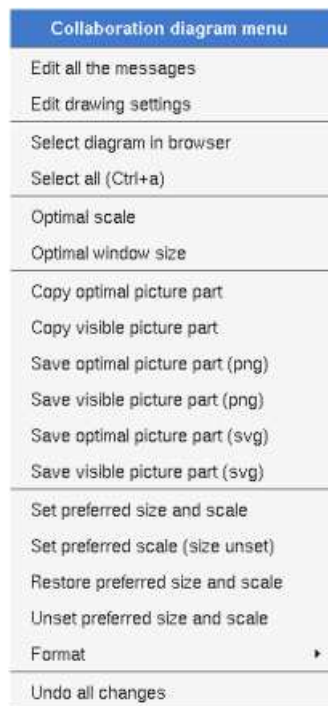 Collaboration diagram menu
Edit all the messages
Edit drawing settings
Select diagram in browser
Select all (Ctrl+a)
Optimal scale
Optimal window size
Copy optimal picture part
Copy visible picture part
Save optimal picture part (png)
Save visible picture part (png)
Save optimal picture part (svg)
Save visible picture part (svg)
Set preferred size and scale
Set preferred scale (size unset)
Restore preferred size and scale
Unset preferred size and scale
Format
Undo all changes